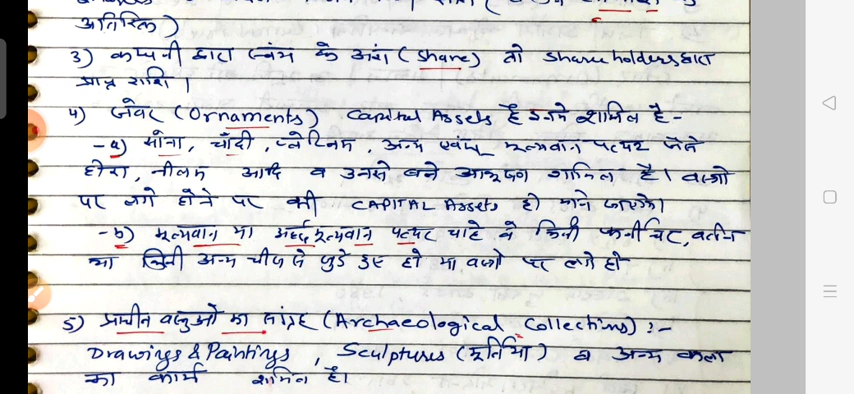 अतिरिक्त)
3) कम्पनी द्वारा स्वंम के अंश (Share) तो Shareholders द्वारा
प्राप्त राशि।
4) जेवर (Ornaments) Capital Assets है इनमे शामिल है-
-a) सोना, चाँदी, प्लेटिनम, अन्य मूल्यवान पत्थर जैसे
हीरा, नीलम आदि व उनसे बने आभूषण शामिल है। वस्त्रो
पर लगे होने पर भी CAPITAL Assets ही माने जाएंगे।
-b) मूल्यवान या अर्द्धमूल्यवान पत्थर चाहे वे किसी फर्नीचर, बर्तन
या किसी अन्य चीज से जुडे हुए हो या वस्त्रो पर लगे हो
5) प्राचीन वस्तुओं का संग्रह (Archaeological Collections) :-
Drawings & Paintings, Sculptures (मूर्तिया) व अन्य कला
का कार्य शामिल है।